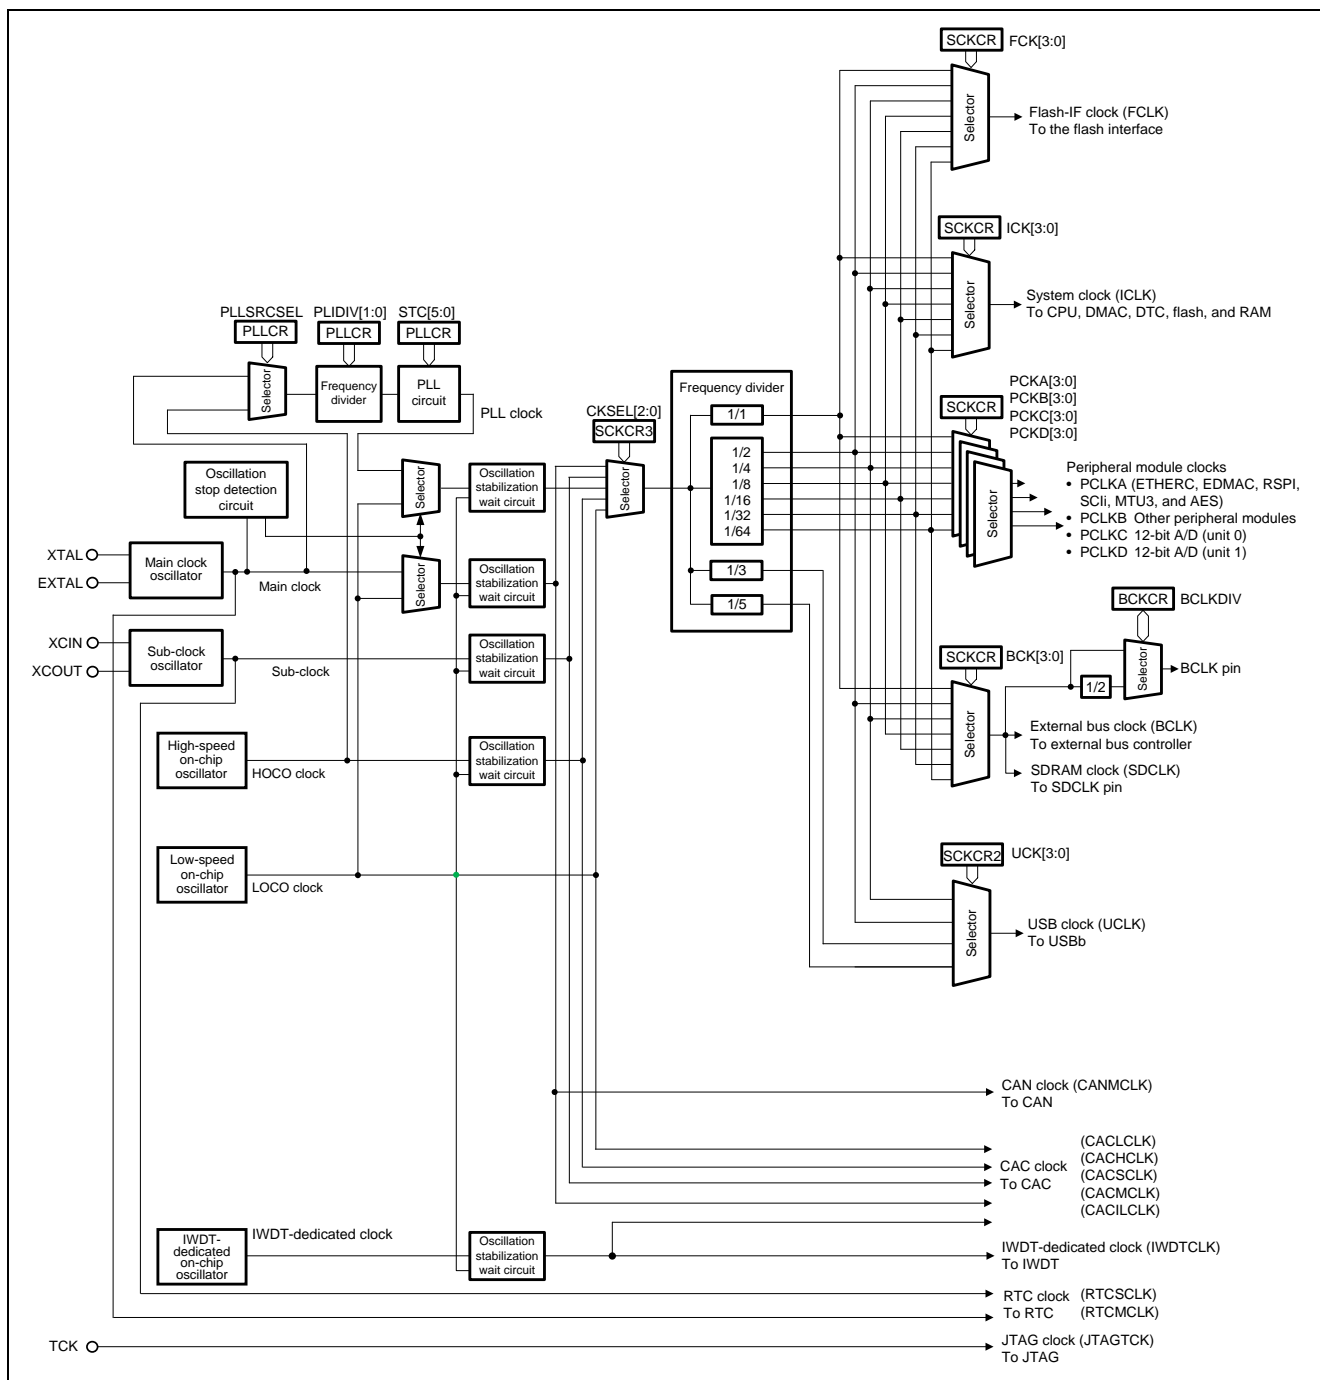 SCKCR FCK[3:0]
Selector
Flash-IF clock (FCLK)
To the flash interface
SCKCR ICK[3:0]
Selector
System clock (ICLK)
To CPU, DMAC, DTC, flash, and RAM
PLLSRCSEL PLIDIV[1:0] STC[5:0]
PLLCR PLLCR PLLCR
Selector
Frequency
divider
PLL
circuit
PLL clock
CKSEL[2:0]
SCKCR3
Selector
Frequency divider
1/1
1/2
1/4
1/8
1/16
1/32
1/64
1/3
1/5
PCKA[3:0]
PCKB[3:0]
PCKC[3:0]
PCKD[3:0]
SCKCR
Selector
Peripheral module clocks
• PCLKA (ETHERC, EDMAC, RSPI,
SCIi, MTU3, and AES)
• PCLKB Other peripheral modules
• PCLKC 12-bit A/D (unit 0)
• PCLKD 12-bit A/D (unit 1)
Oscillation
stop detection
circuit
Selector
Oscillation
stabilization
wait circuit
XTAL
EXTAL
Main clock
oscillator
Main clock
Selector
Oscillation
stabilization
wait circuit
XCIN
XCOUT
Sub-clock
oscillator
Sub-clock
Oscillation
stabilization
wait circuit
BCKCR BCLKDIV
Selector
1/2
BCLK pin
SCKCR BCK[3:0]
Selector
External bus clock (BCLK)
To external bus controller
SDRAM clock (SDCLK)
To SDCLK pin
High-speed
on-chip
oscillator
HOCO clock
Oscillation
stabilization
wait circuit
Low-speed
on-chip
oscillator
LOCO clock
SCKCR2 UCK[3:0]
Selector
USB clock (UCLK)
To USBb
CAN clock (CANMCLK)
To CAN
CAC clock
To CAC
(CACLCLK)
(CACHCLK)
(CACSCLK)
(CACMCLK)
(CACILCLK)
IWDT-
dedicated
on-chip
oscillator
IWDT-dedicated clock
Oscillation
stabilization
wait circuit
IWDT-dedicated clock (IWDTCLK)
To IWDT
RTC clock (RTCSCLK)
To RTC (RTCMCLK)
TCK
JTAG clock (JTAGTCK)
To JTAG